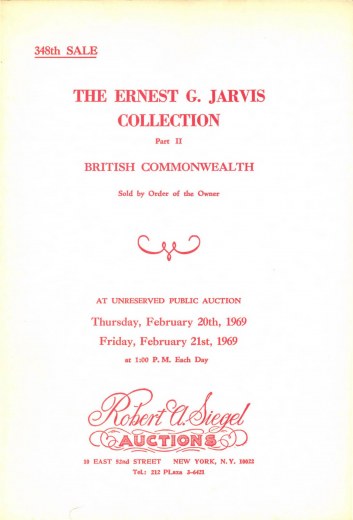 348th SALE
THE ERNEST G. JARVIS
COLLECTION
Part II
BRITISH COMMONWEALTH
Sold by Order of the Owner
AT UNRESERVED PUBLIC AUCTION
Thursday, February 20th, 1969
Friday, February 21st, 1969
at 1:00 P. M. Each Day
Robert A. Siegel
AUCTIONS
10 EAST 52nd STREET NEW YORK, N. Y. 10022
Tel.: 212 PLaza 3-6421